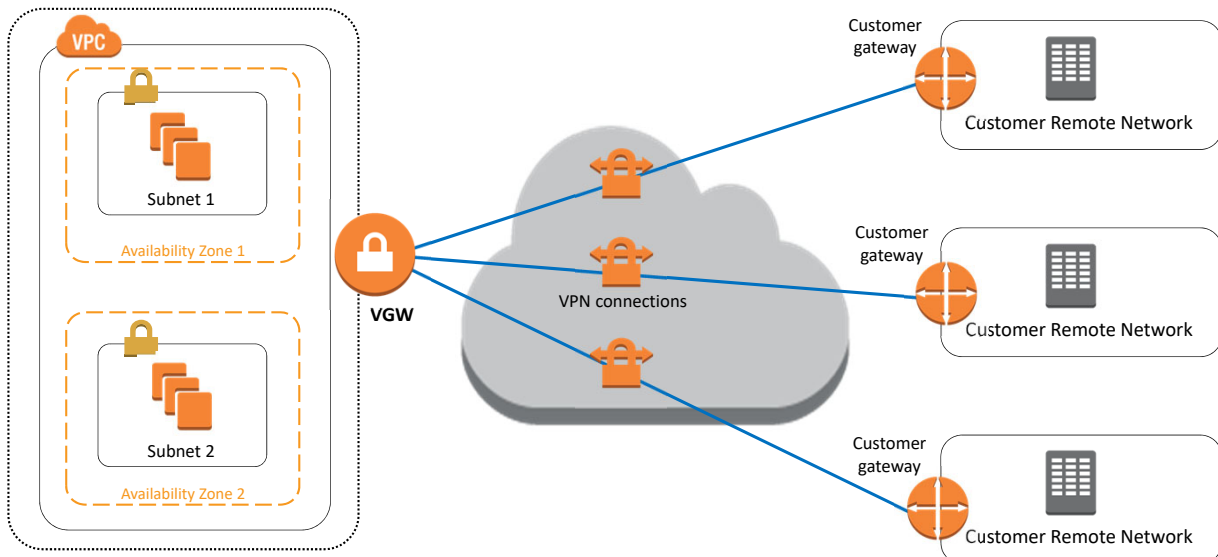 VPC
Subnet 1
Availability Zone 1
Subnet 2
Availability Zone 2
VGW
VPN connections
Customer
gateway
Customer Remote Network
Customer
gateway
Customer Remote Network
Customer
gateway
Customer Remote Network